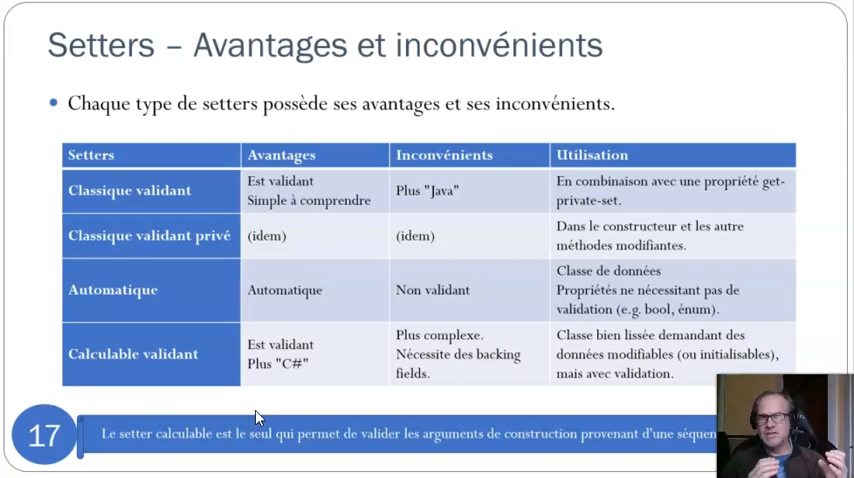 Setters – Avantages et inconvénients
• Chaque type de setters possède ses avantages et ses inconvénients.
Setters Avantages Inconvénients Utilisation
Classique validant
Est validant
Simple à comprendre
Plus "Java"
En combinaison avec une propriété get-
private-set.
Classique validant privé
(idem)
(idem)
Dans le constructeur et les autre
méthodes modifiantes.
Automatique
Automatique
Non validant
Classe de données
Propriétés ne nécessitant pas de
validation (e.g. bool, énum).
Calculable validant
Est validant
Plus "C#"
Plus complexe.
Nécessite des backing
fields.
Classe bien lissée demandant des
données modifiables (ou initialisables),
mais avec validation.
17
Le setter calculable est le seul qui permet de valider les arguments de construction provenant d'une